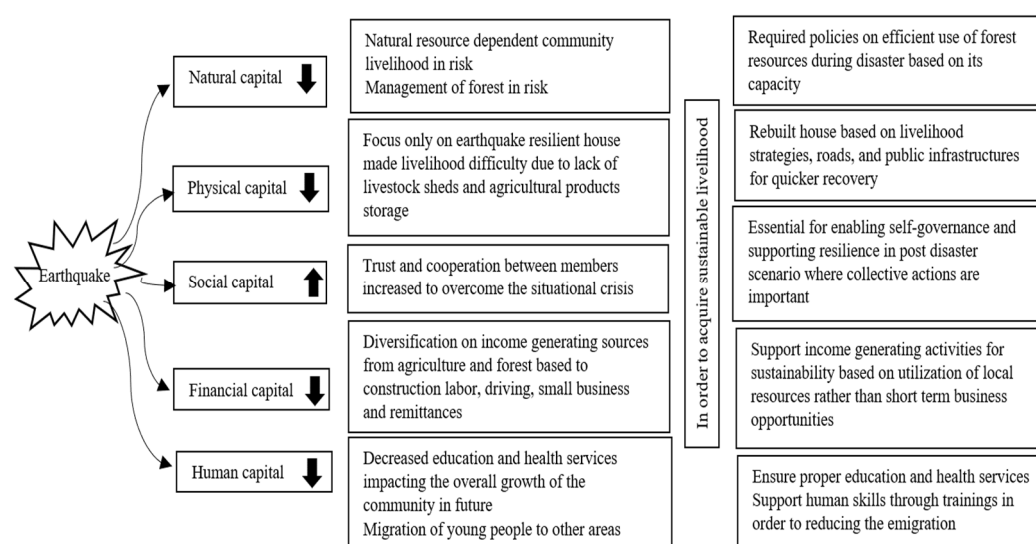 Earthquake
Natural capital
Physical capital
Social capital
Financial capital
Human capital
Natural resource dependent community
livelihood in risk
Management of forest in risk
Focus only on earthquake resilient house
made livelihood difficulty due to lack of
livestock sheds and agricultural products
storage
Trust and cooperation between members
increased to overcome the situational crisis
Diversification on income generating sources
from agriculture and forest based to
construction labor, driving, small business
and remittances
Decreased education and health services
impacting the overall growth of the
community in future
Migration of young people to other areas
In order to acquire sustainable livelihood
Required policies on efficient use of forest
resources during disaster based on its
capacity
Rebuilt house based on livelihood
strategies, roads, and public infrastructures
for quicker recovery
Essential for enabling self-governance and
supporting resilience in post disaster
scenario where collective actions are
important
Support income generating activities for
sustainability based on utilization of local
resources rather than short term business
opportunities
Ensure proper education and health services
Support human skills through trainings in
order to reducing the emigration